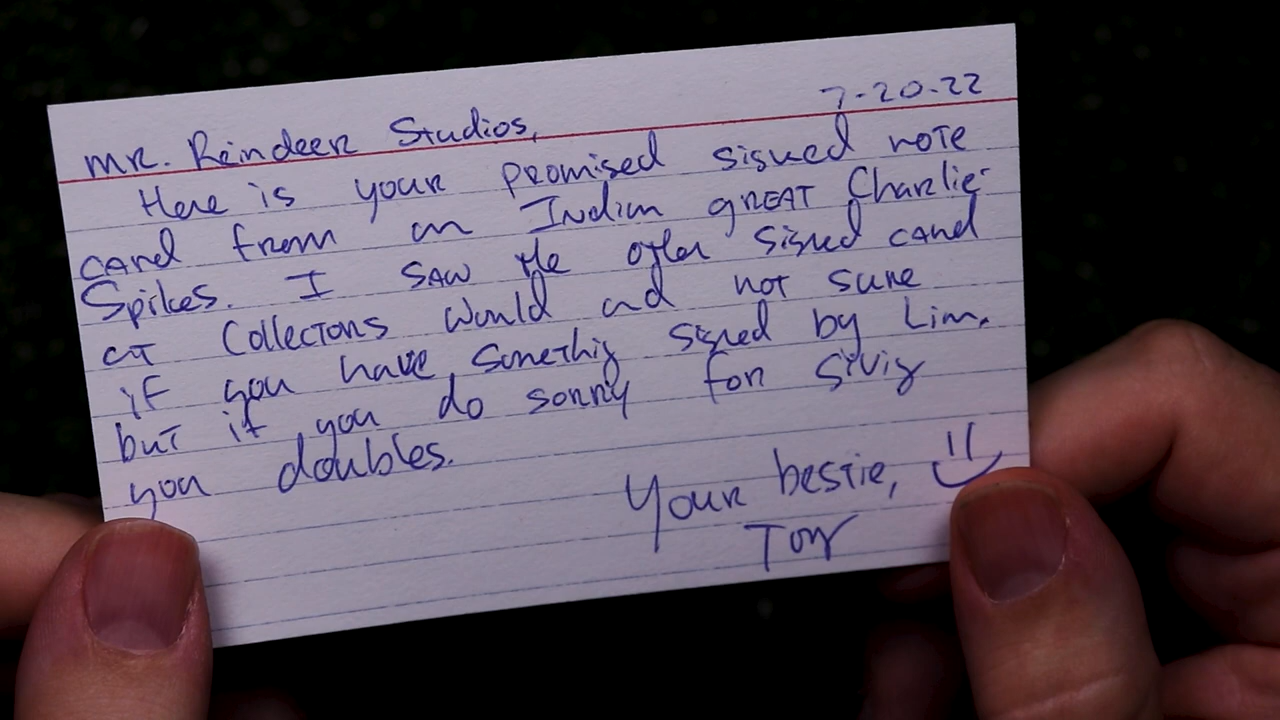 7-20-22
Mr. Reindeer Studios,
Here is your promised signed note
card from an Indian great Charlie
Spikes. I saw the other signed card
at Collectors World and not sure
if you have something signed by him,
but if you do sorry for giving
you doubles.
Your bestie,
Tony